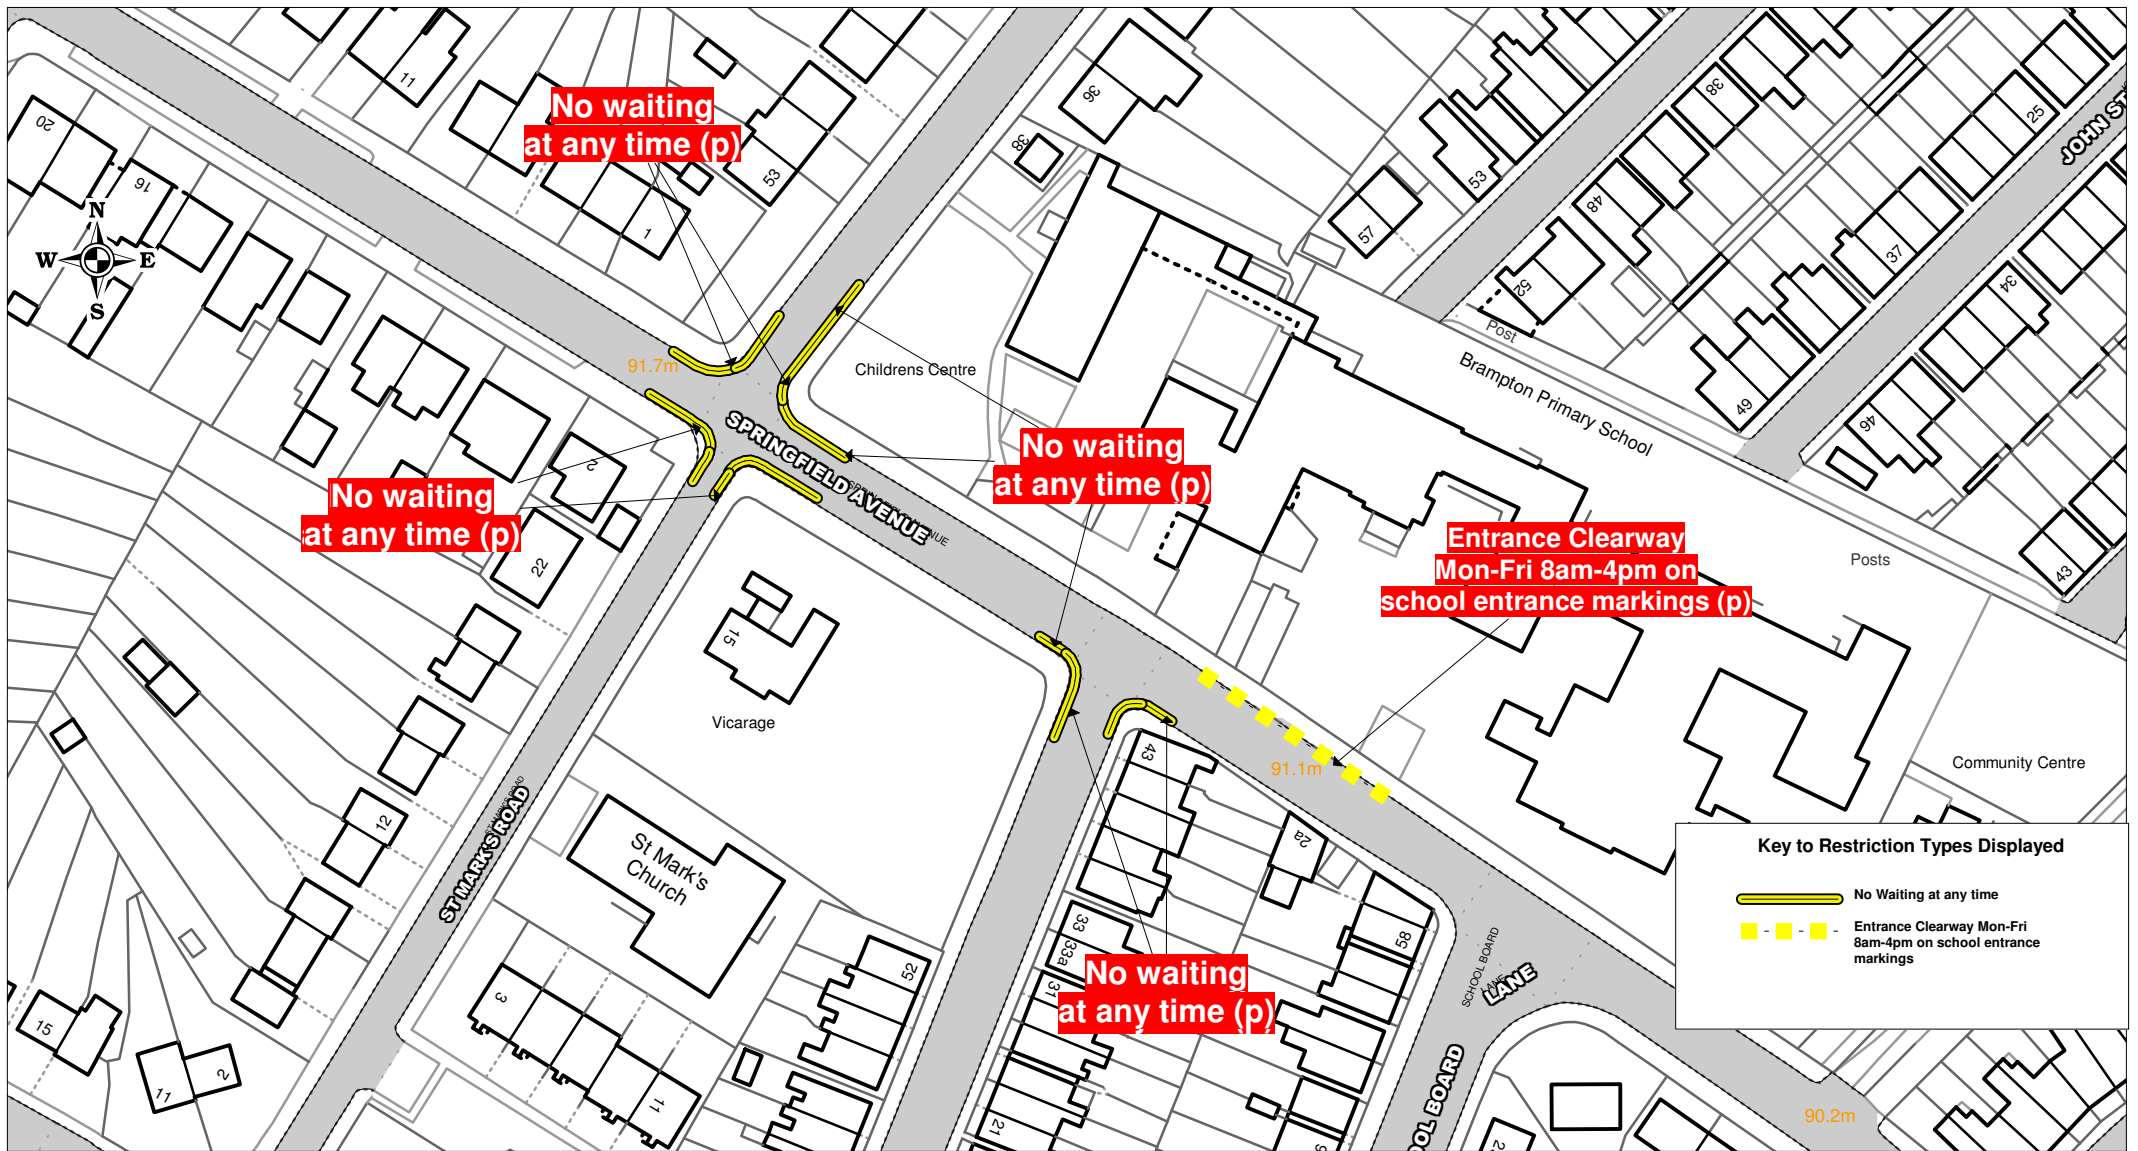 No waiting
at any time (p)
11
20
16
53
1
N
W
E
S
36
38
57
53
38
48
52
25
37
34
49
46
43
JOHN ST
Post
Brampton Primary School
Childrens Centre
91.7m
SPRINGFIELD AVENUE
No waiting
at any time (p)
No waiting
at any time (p)
2
22
Entrance Clearway
Mon-Fri 8am-4pm on
school entrance markings (p)
Posts
15
Vicarage
43
91.1m
Community Centre
ST MARKS ROAD
ST MARK'S ROAD
12
St Mark's
Church
2a
33
33a
31
21
58
52
3
11
15
11
2
No waiting
at any time (p)
SCHOOL BOARD
LANE
LANE
OOL BOARD
90.2m
Key to Restriction Types Displayed
No Waiting at any time
Entrance Clearway Mon-Fri
8am-4pm on school entrance
markings